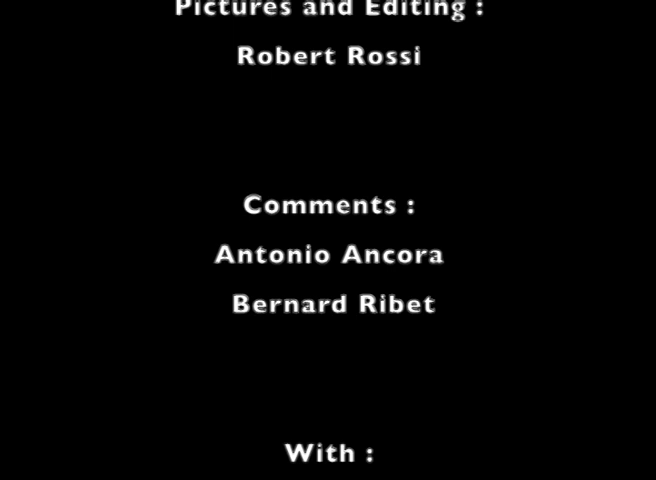 Pictures and Editing :
Robert Rossi
Comments :
Antonio Ancora
Bernard Ribet
With :